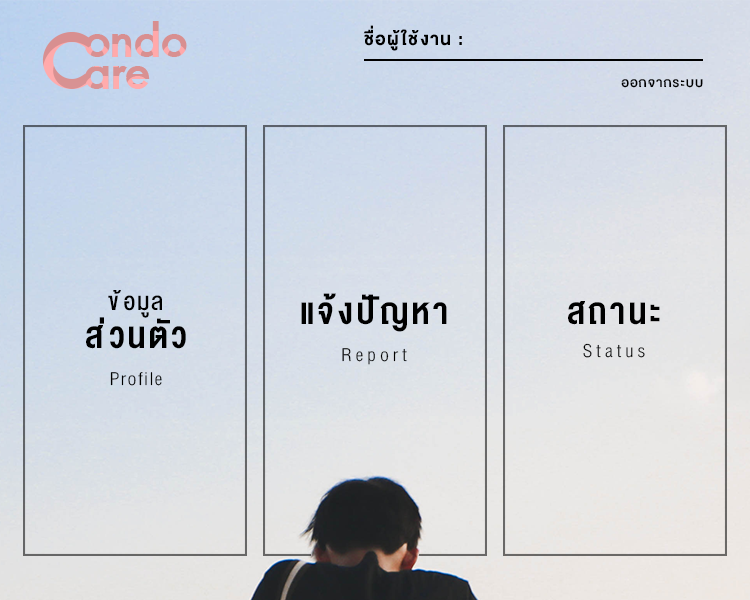 Condo
Care
ชื่อผู้ใช้งาน :
ออกจากระบบ
ข้อมูล
ส่วนตัว
Profile
แจ้งปัญหา
Report
สถานะ
Status